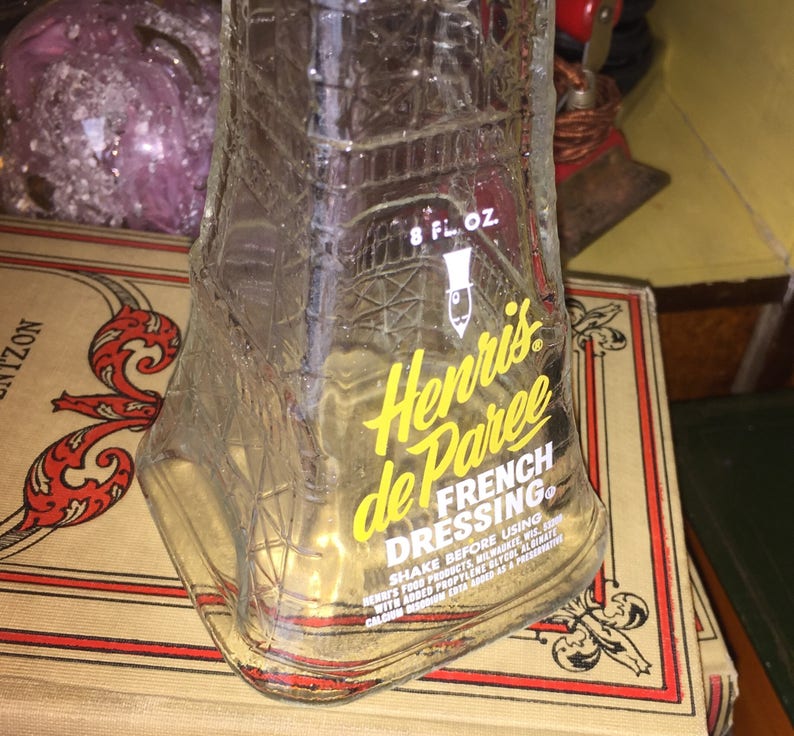 8 FL. OZ.
Henri's®
de Paree
FRENCH
DRESSING Ⓤ
SHAKE BEFORE USING
HENRI'S FOOD PRODUCTS, MILWAUKEE, WIS.,
WITH ADDED PROPYLENE GLYCOL ALGINATE
CALCIUM DISODIUM EDTA ADDED AS A PRESERVATIVE